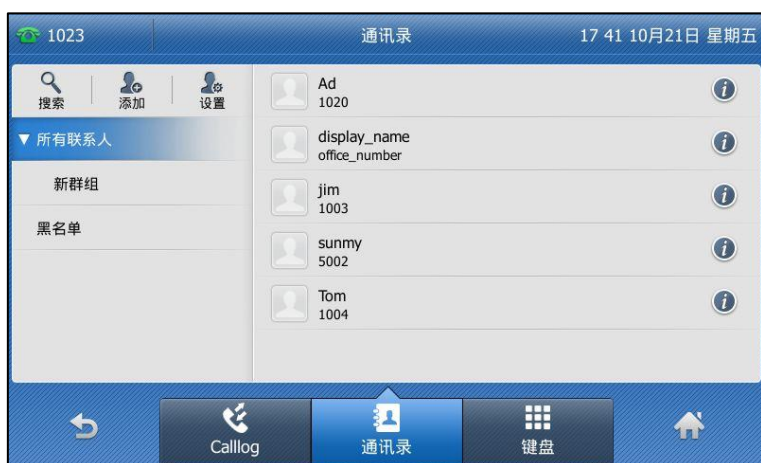 1023
通讯录
17 41 10月21日 星期五
搜索
添加
设置
所有联系人
新群组
黑名单
Ad
1020
display_name
office_number
jim
1003
sunmy
5002
Tom
1004
Calllog
通讯录
键盘